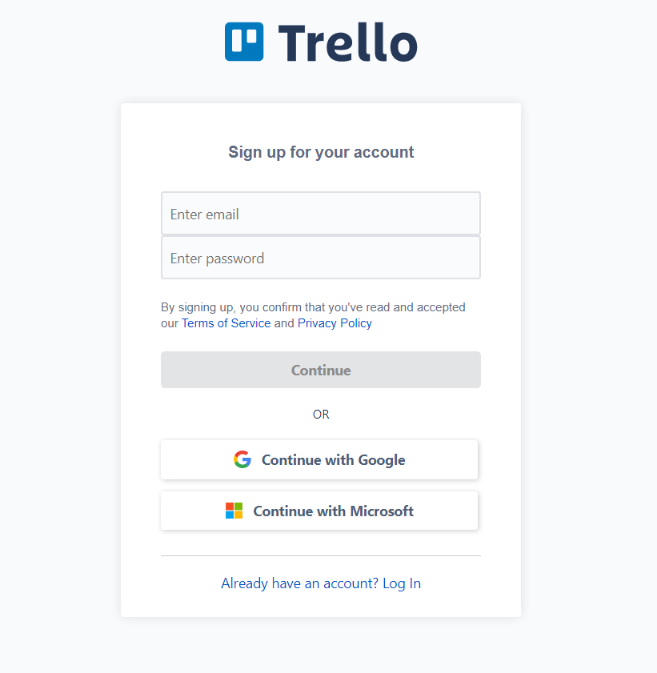 Trello
Sign up for your account
Enter email
Enter password
By signing up, you confirm that you've read and accepted
our Terms of Service and Privacy Policy
Continue
OR
Continue with Google
Continue with Microsoft
Already have an account? Log In